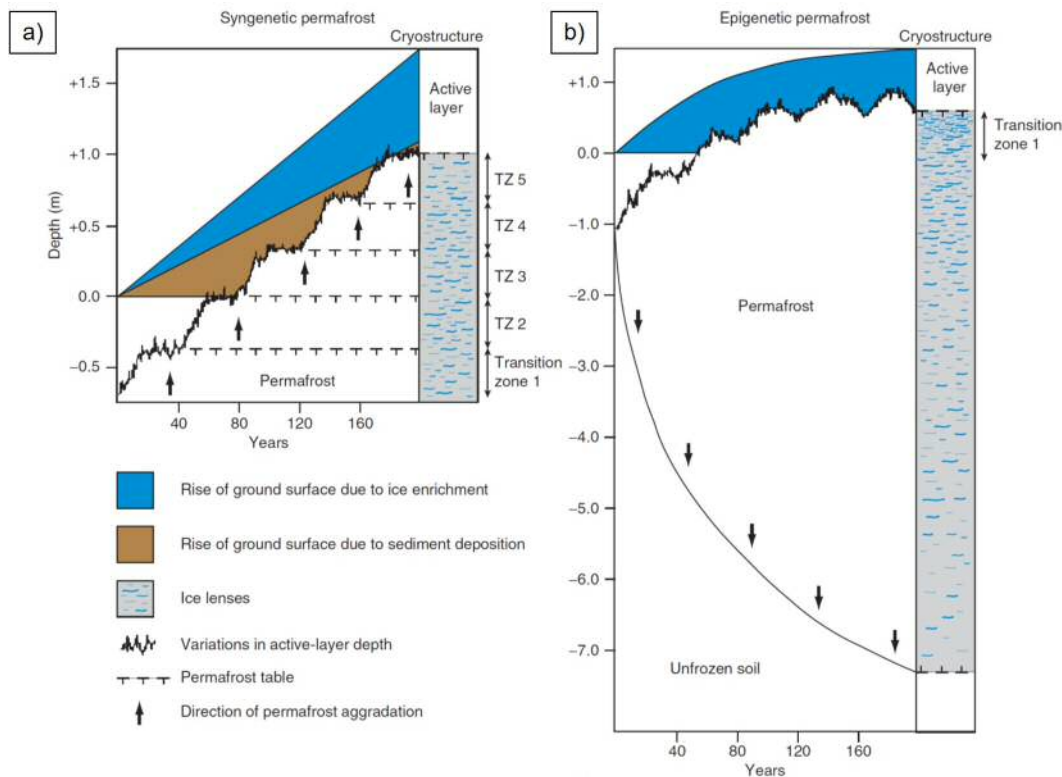 a)
Syngenetic permafrost
Cryostructure
+1.5
+1.0
+0.5
0.0
−0.5
Depth (m)
Active
layer
TZ 5
TZ 4
TZ 3
TZ 2
Transition
zone 1
Permafrost
40
80
120
160
Years
Rise of ground surface due to ice enrichment
Rise of ground surface due to sediment deposition
Ice lenses
Variations in active-layer depth
Permafrost table
Direction of permafrost aggradation
b)
Epigenetic permafrost
Cryostructure
+1.0
0.0
−1.0
−2.0
−3.0
−4.0
−5.0
−6.0
−7.0
Active
layer
Transition
zone 1
Permafrost
Unfrozen soil
40
80
120
160
Years